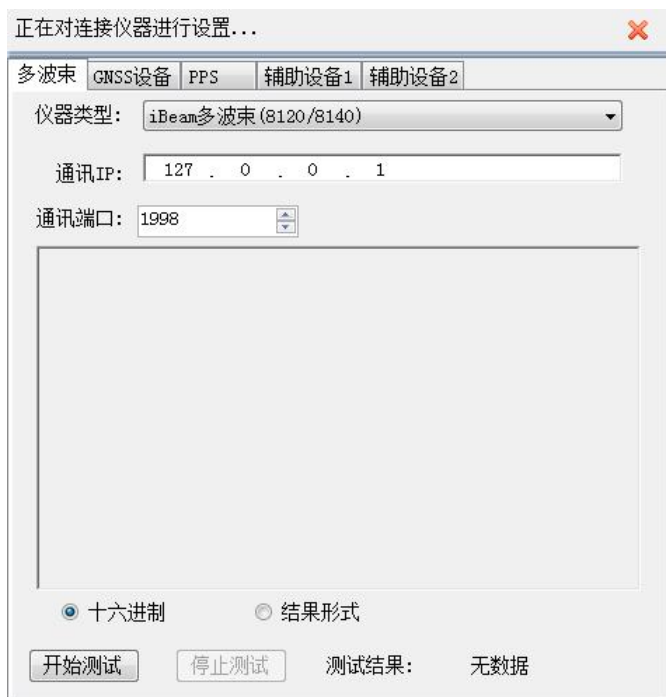 正在对连接仪器进行设置...
多波束 GNSS设备 PPS 辅助设备1 辅助设备2
仪器类型: iBeam多波束(8120/8140)
通讯IP: 127 . 0 . 0 . 1
通讯端口: 1998
十六进制 结果形式
开始测试 停止测试 测试结果: 无数据